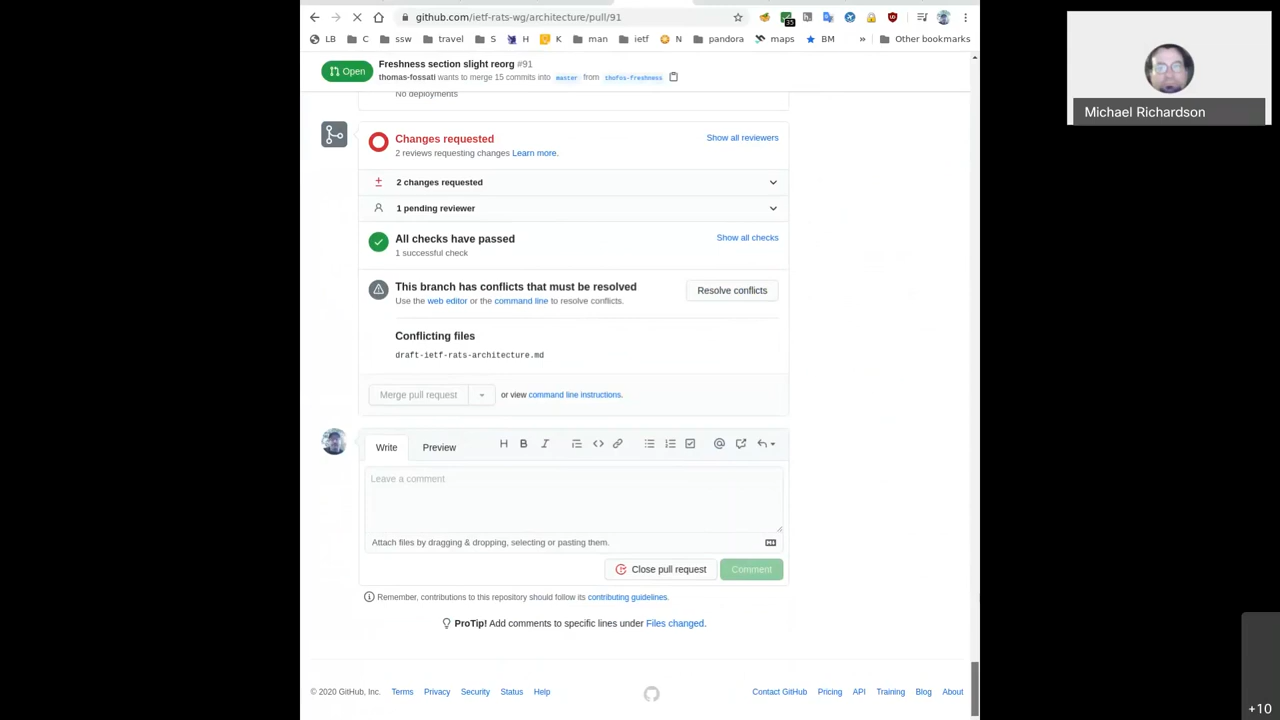 github.com/ietf-rats-wg/architecture/pull/91
35
LB C ssw travel S H K man ietf N pandora maps BM » Other bookmarks
Open
Freshness section slight reorg #91
thomas-fossati wants to merge 15 commits into master from thofos-freshness
No deployments
Changes requested
Show all reviewers
2 reviews requesting changes Learn more.
2 changes requested
1 pending reviewer
All checks have passed
Show all checks
1 successful check
This branch has conflicts that must be resolved
Resolve conflicts
Use the web editor or the command line to resolve conflicts.
Conflicting files
draft-ietf-rats-architecture.md
Merge pull request
or view command line instructions.
Write Preview
Leave a comment
Attach files by dragging & dropping, selecting or pasting them.
Close pull request Comment
Remember, contributions to this repository should follow its contributing guidelines.
ProTip! Add comments to specific lines under Files changed.
© 2020 GitHub, Inc. Terms Privacy Security Status Help Contact GitHub Pricing API Training Blog About
Michael Richardson
+10